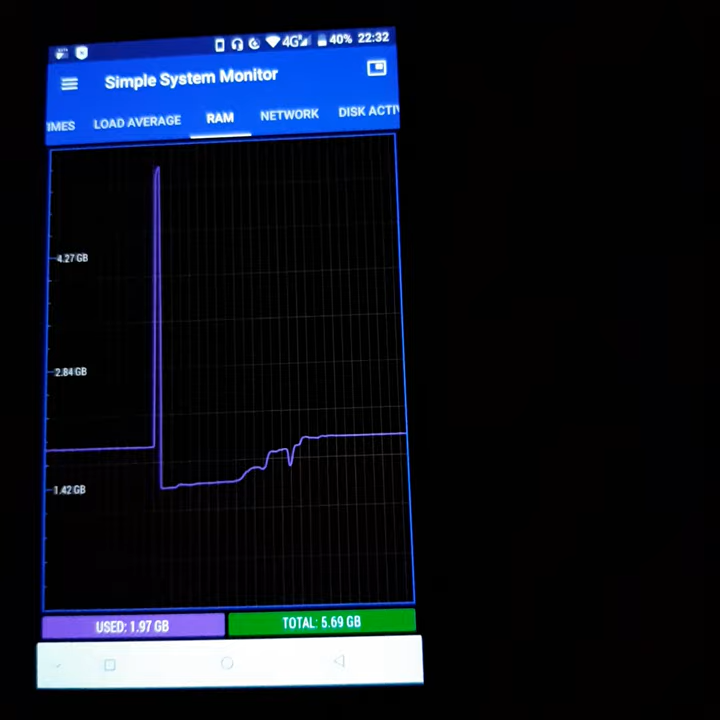 4G 40% 22:32
Simple System Monitor
IMES LOAD AVERAGE RAM NETWORK DISK ACTIV
4.27 GB
2.84 GB
1.42 GB
USED: 1.97 GB TOTAL: 5.69 GB